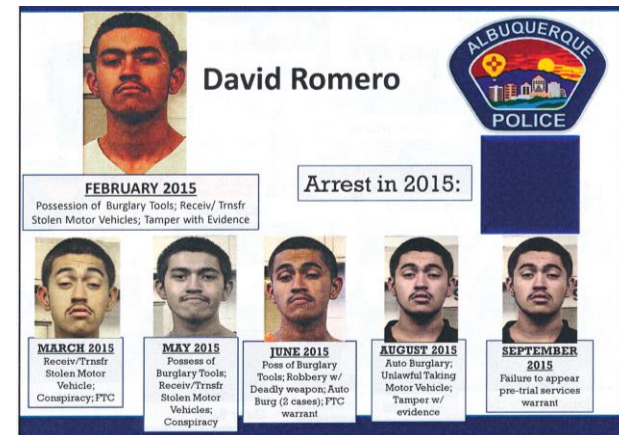 David Romero
ALBUQUERQUE
POLICE
FEBRUARY 2015
Possession of Burglary Tools; Receiv/ Trnsfr
Stolen Motor Vehicles; Tamper with Evidence
Arrest in 2015:
MARCH 2015
Receiv/Trnsfr
Stolen Motor
Vehicle;
Conspiracy; FTC
MAY 2015
Possess of
Burglary Tools;
Receiv/Trnsfr
Stolen Motor
Vehicles;
Conspiracy
JUNE 2015
Poss of Burglary
Tools; Robbery w/
Deadly weapon; Auto
Burg (2 cases); FTC
warrant
AUGUST 2015
Auto Burglary;
Unlawful Taking
Motor Vehicle;
Tamper w/
evidence
SEPTEMBER
2015
Failure to appear
pre-trial services
warrant